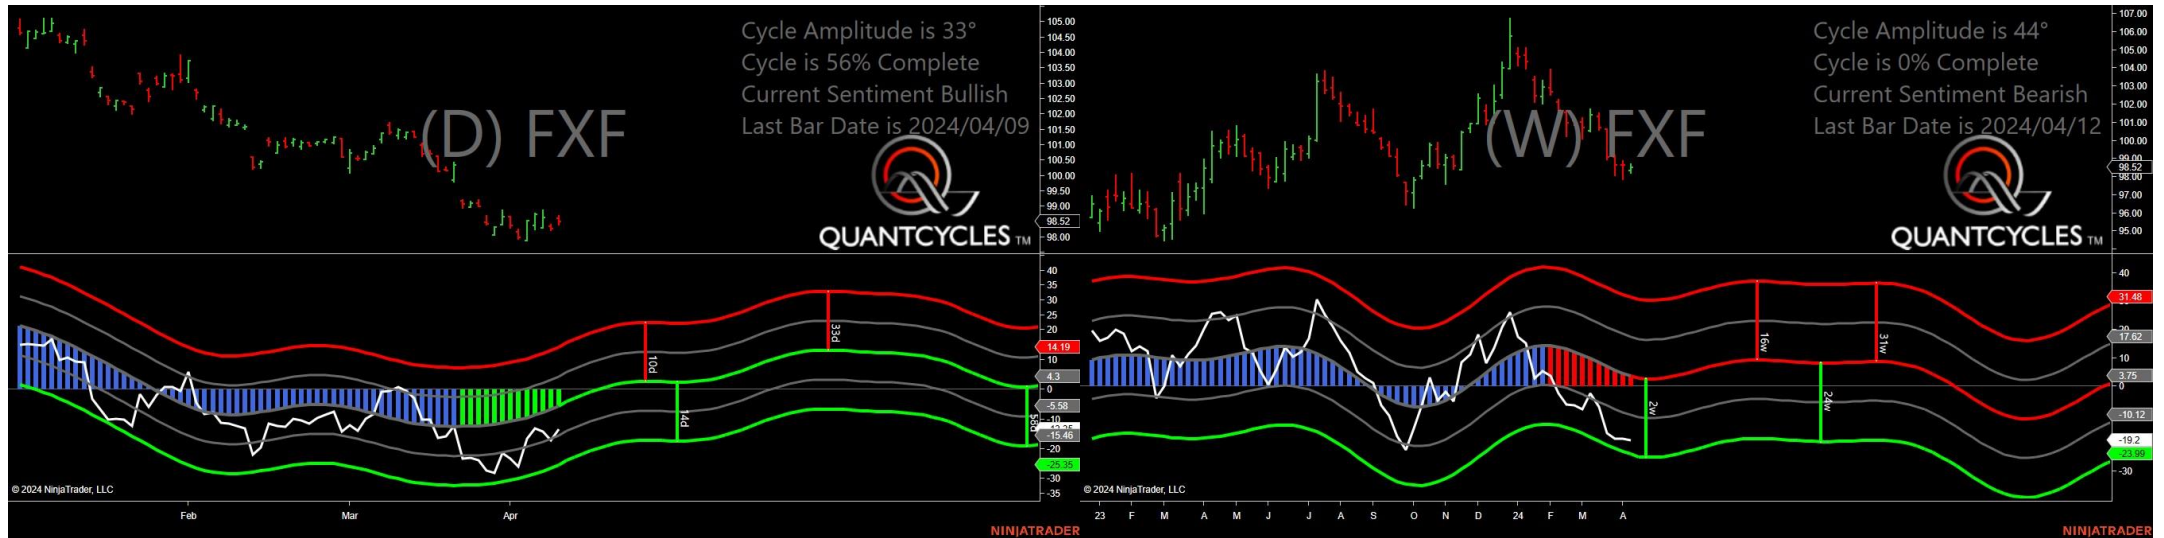 Cycle Amplitude is 33°
Cycle is 56% Complete
Current Sentiment Bullish
Last Bar Date is 2024/04/09
(D) FXF
QUANTCYCLES TM
105.00
104.50
104.00
103.50
103.00
102.50
102.00
101.50
101.00
100.50
100.00
99.50
99.00
98.52
98.00
40
35
30
25
20
14.19
10
4.3
0
-5.58
-10
-15.46
-20
-25.35
-30
-35
10d
14d
33d
58d
© 2024 NinjaTrader, LLC
Feb
Mar
Apr
NINJATRADER
Cycle Amplitude is 44°
Cycle is 0% Complete
Current Sentiment Bearish
Last Bar Date is 2024/04/12
(W) FXF
QUANTCYCLES TM
107.00
106.00
105.00
104.00
103.00
102.00
101.00
100.00
99.00
98.52
98.00
97.00
96.00
95.00
40
31.48
20
17.62
10
3.75
0
-10.12
-19.2
-23.99
-30
2w
16w
24w
31w
© 2024 NinjaTrader, LLC
23
F
M
A
M
J
J
A
S
O
N
D
24
F
M
A
NINJATRADER